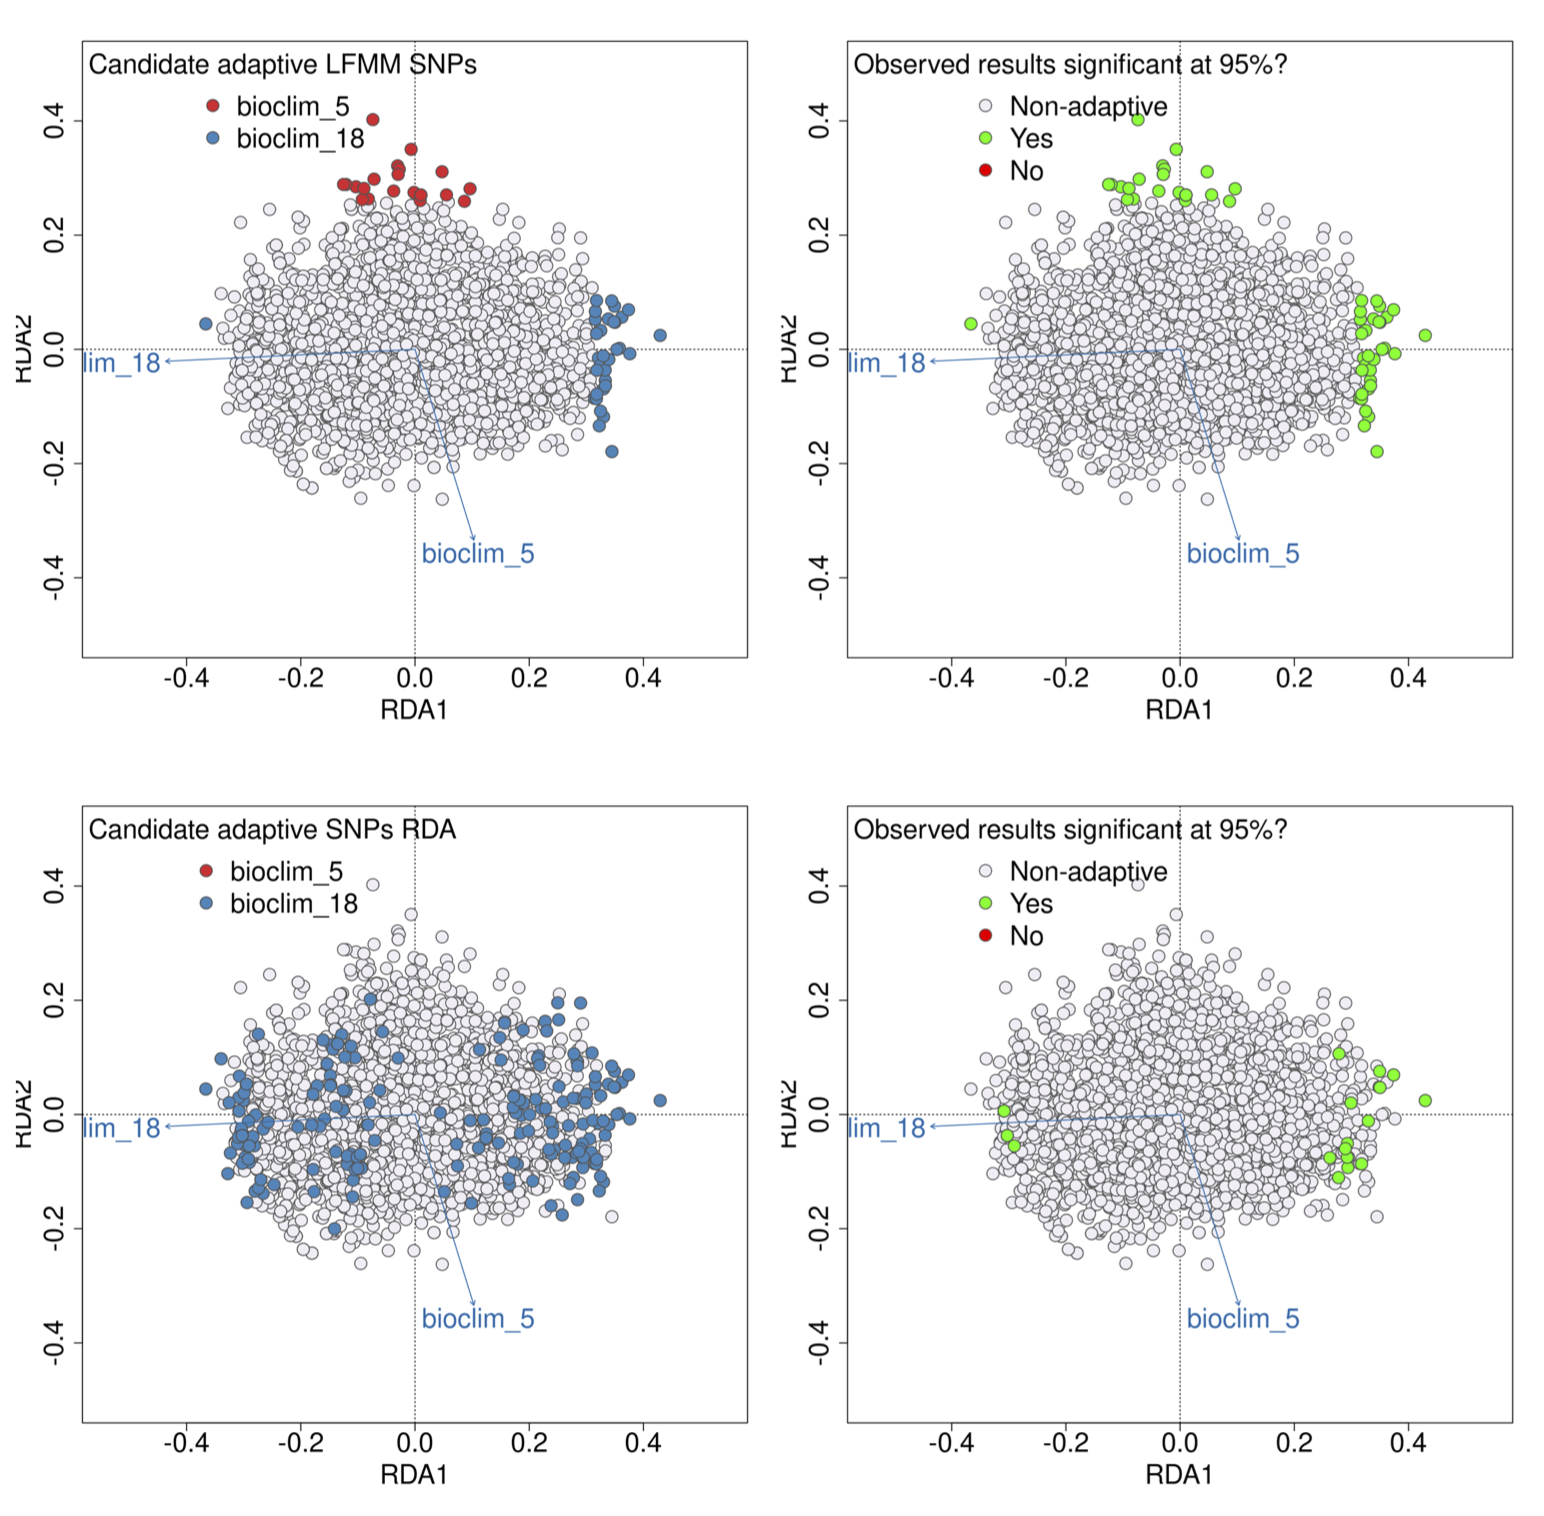 Candidate adaptive LFMM SNPs
bioclim_5
bioclim_18
0.4
0.2
0.0
-0.2
-0.4
RDA2
lim_18
bioclim_5
-0.4 -0.2 0.0 0.2 0.4
RDA1
Observed results significant at 95%?
Non-adaptive
Yes
No
0.4
0.2
0.0
-0.2
-0.4
RDA2
lim_18
bioclim_5
-0.4 -0.2 0.0 0.2 0.4
RDA1
Candidate adaptive SNPs RDA
bioclim_5
bioclim_18
0.4
0.2
0.0
-0.2
-0.4
RDA2
lim_18
bioclim_5
-0.4 -0.2 0.0 0.2 0.4
RDA1
Observed results significant at 95%?
Non-adaptive
Yes
No
0.4
0.2
0.0
-0.2
-0.4
RDA2
lim_18
bioclim_5
-0.4 -0.2 0.0 0.2 0.4
RDA1